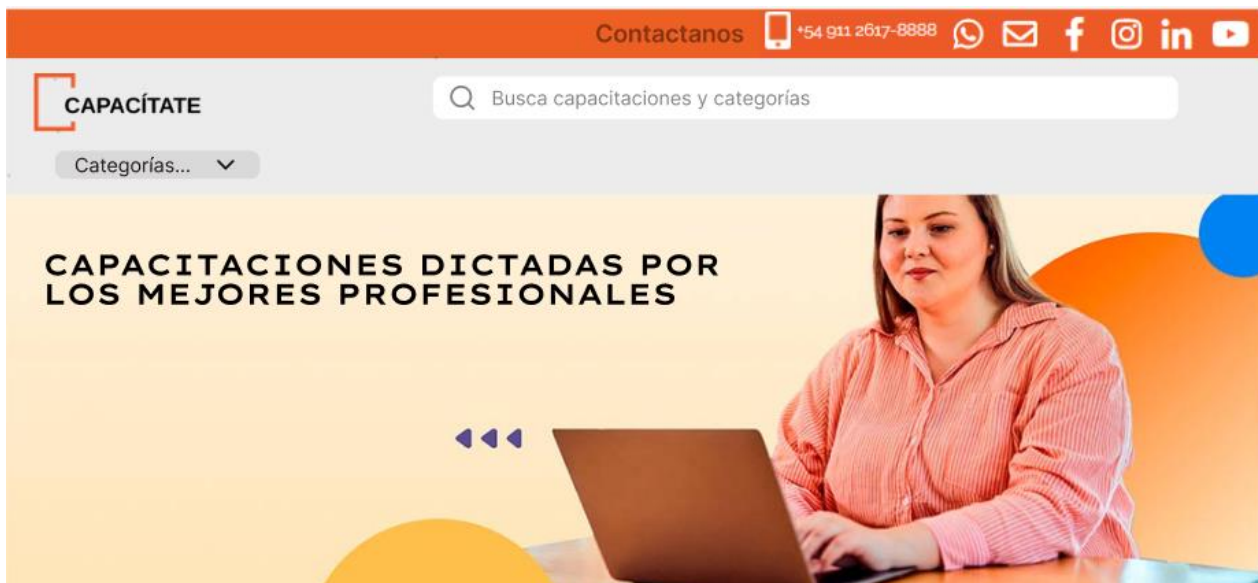 Contactanos +54 911 2617-8888
CAPACÍTATE
Busca capacitaciones y categorías
Categorías...
CAPACITACIONES DICTADAS POR
LOS MEJORES PROFESIONALES